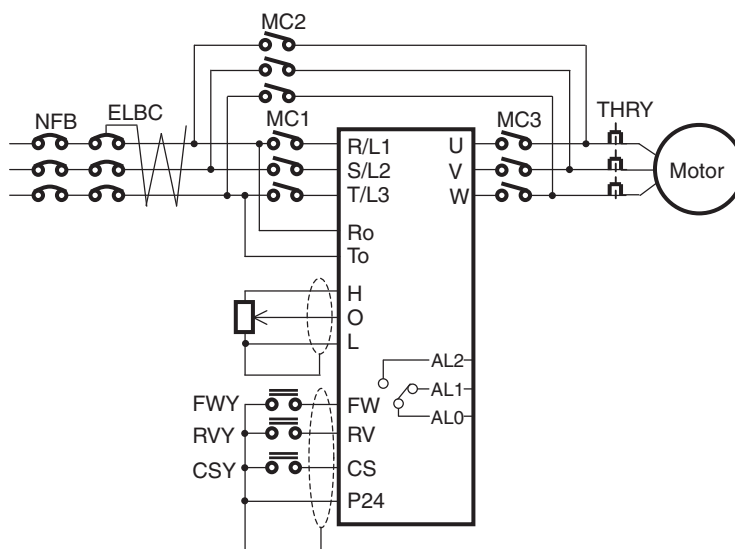 MC2
NFB
ELBC
MC1
MC3
THRY
R/L1
S/L2
T/L3
U
V
W
Motor
Ro
To
H
O
L
AL2
AL1
AL0
FWY
FW
RVY
RV
CSY
CS
P24